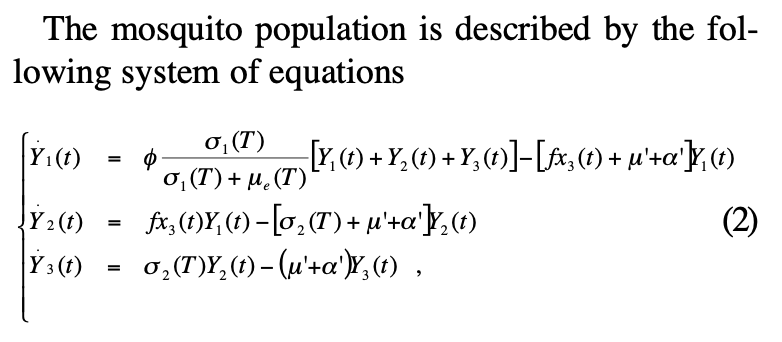 The mosquito population is described by the fol-
lowing system of equations
Ẏ₁(t) = ϕ σ₁(T) / (σ₁(T) + μₑ(T)) [Y₁(t) + Y₂(t) + Y₃(t)] − [fx₃(t) + μ'+α']Y₁(t)
Ẏ₂(t) = fx₃(t)Y₁(t) − [σ₂(T) + μ'+α']Y₂(t) (2)
Ẏ₃(t) = σ₂(T)Y₂(t) − (μ'+α')Y₃(t) ,